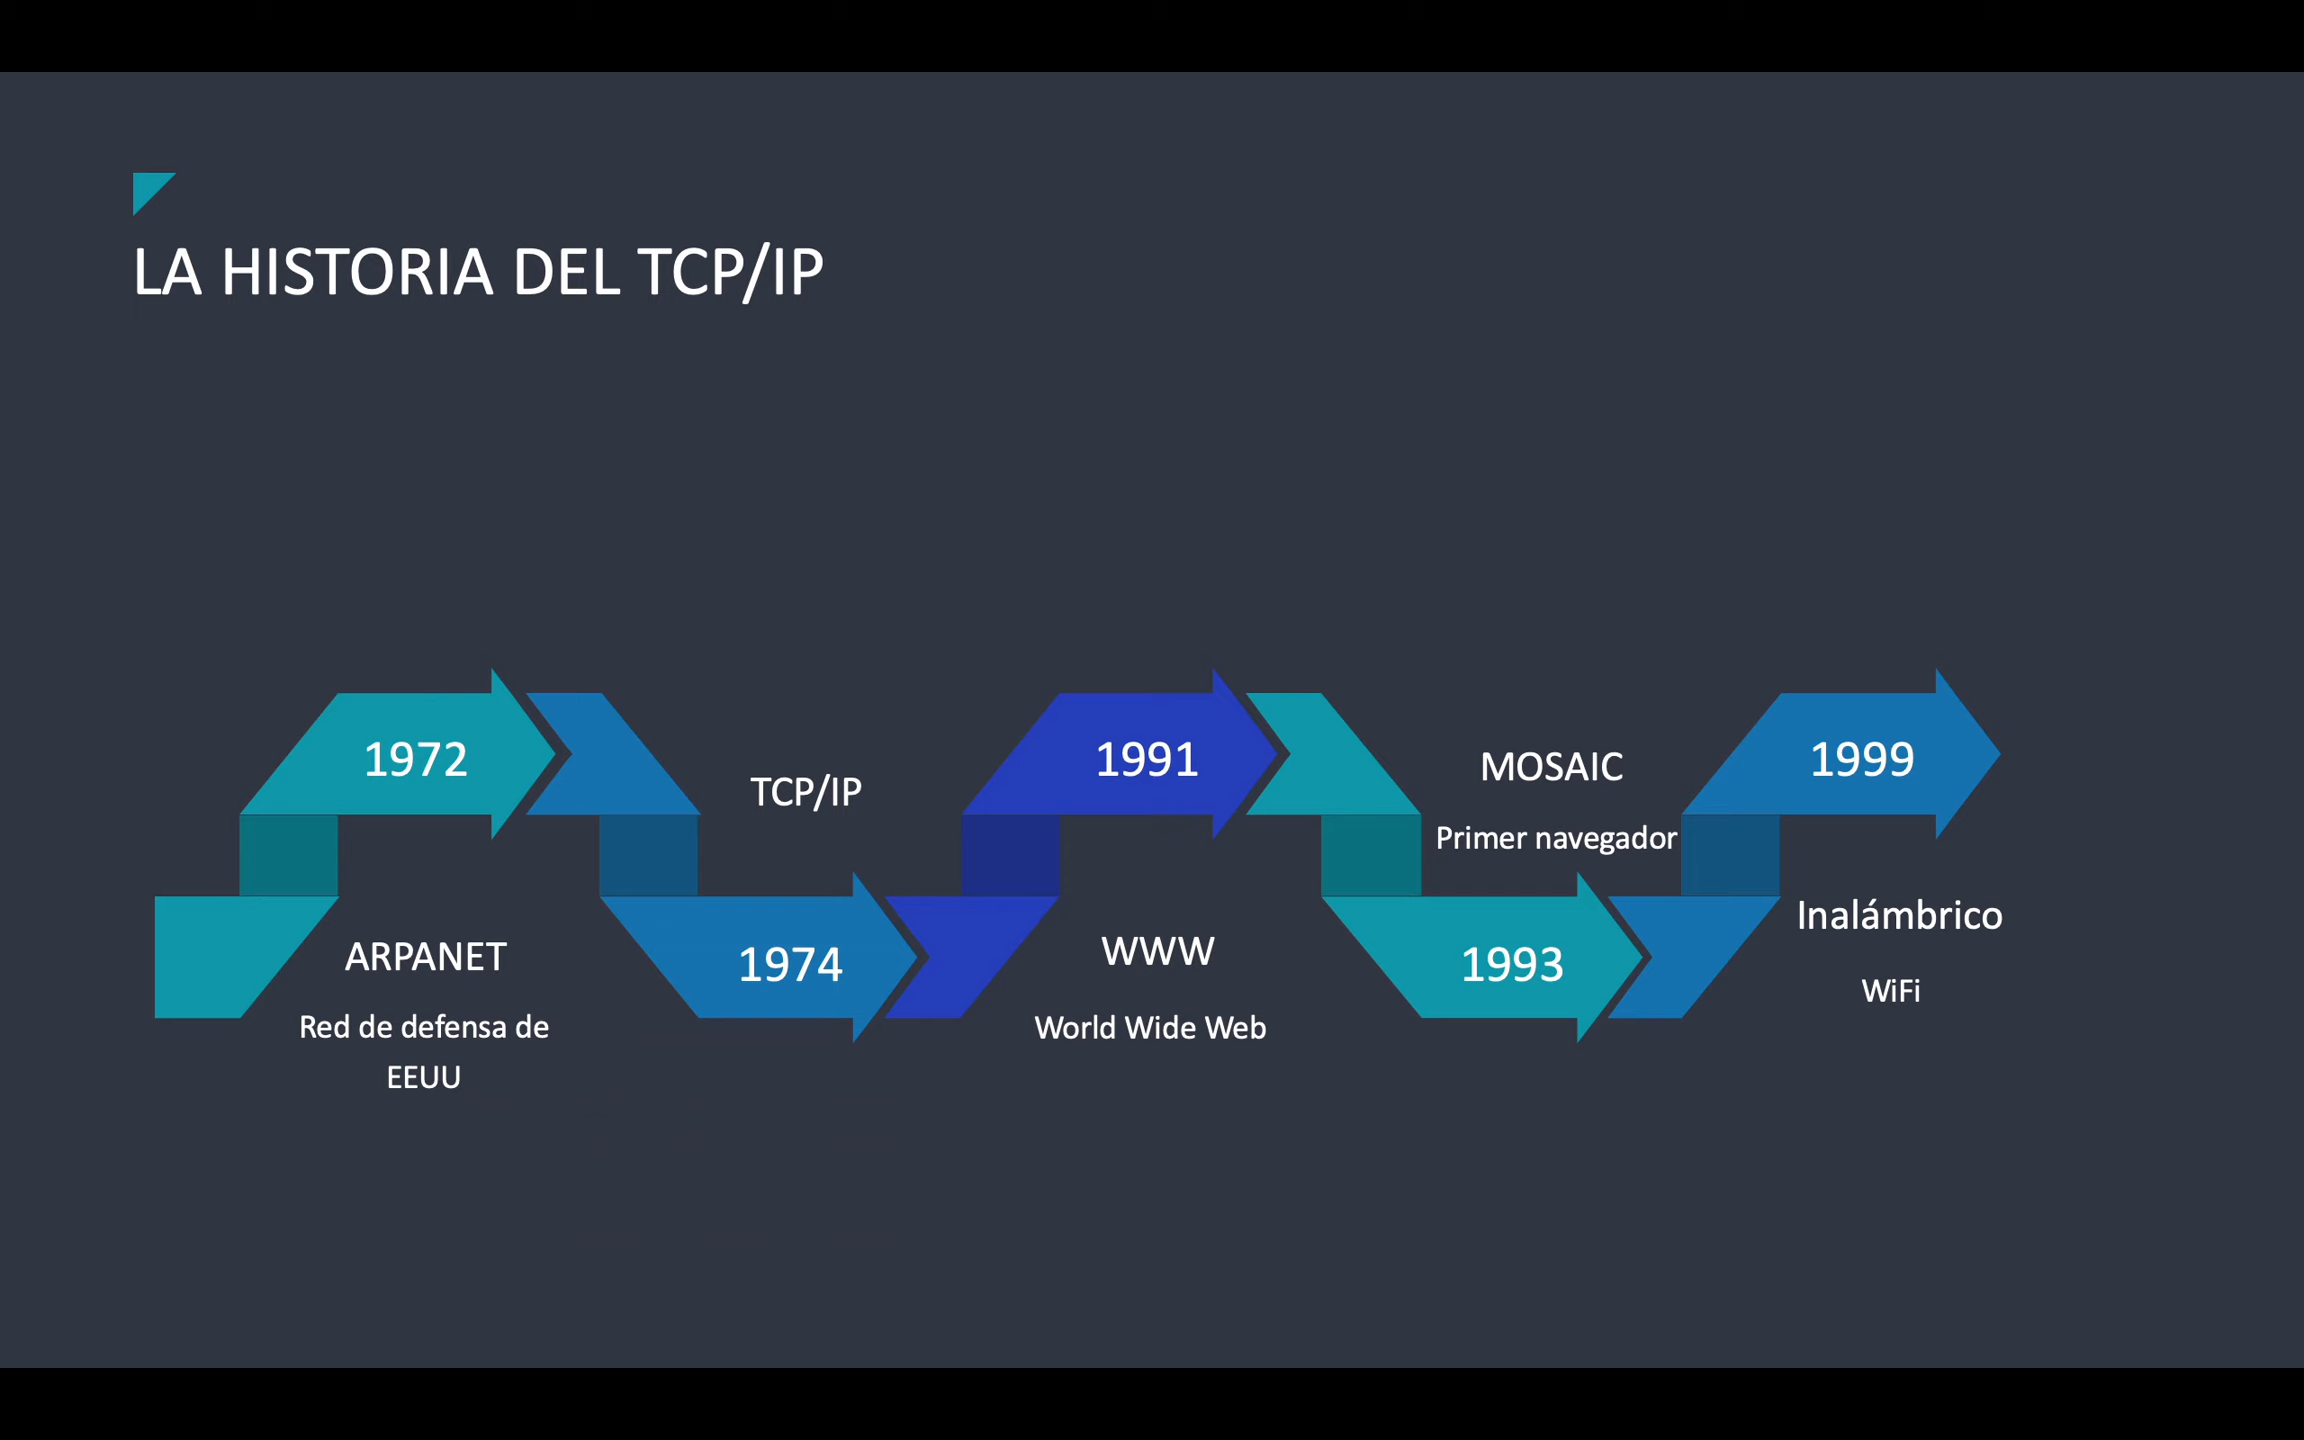 LA HISTORIA DEL TCP/IP
1972
ARPANET
Red de defensa de
EEUU
TCP/IP
1974
1991
WWW
World Wide Web
MOSAIC
Primer navegador
1993
1999
Inalámbrico
WiFi